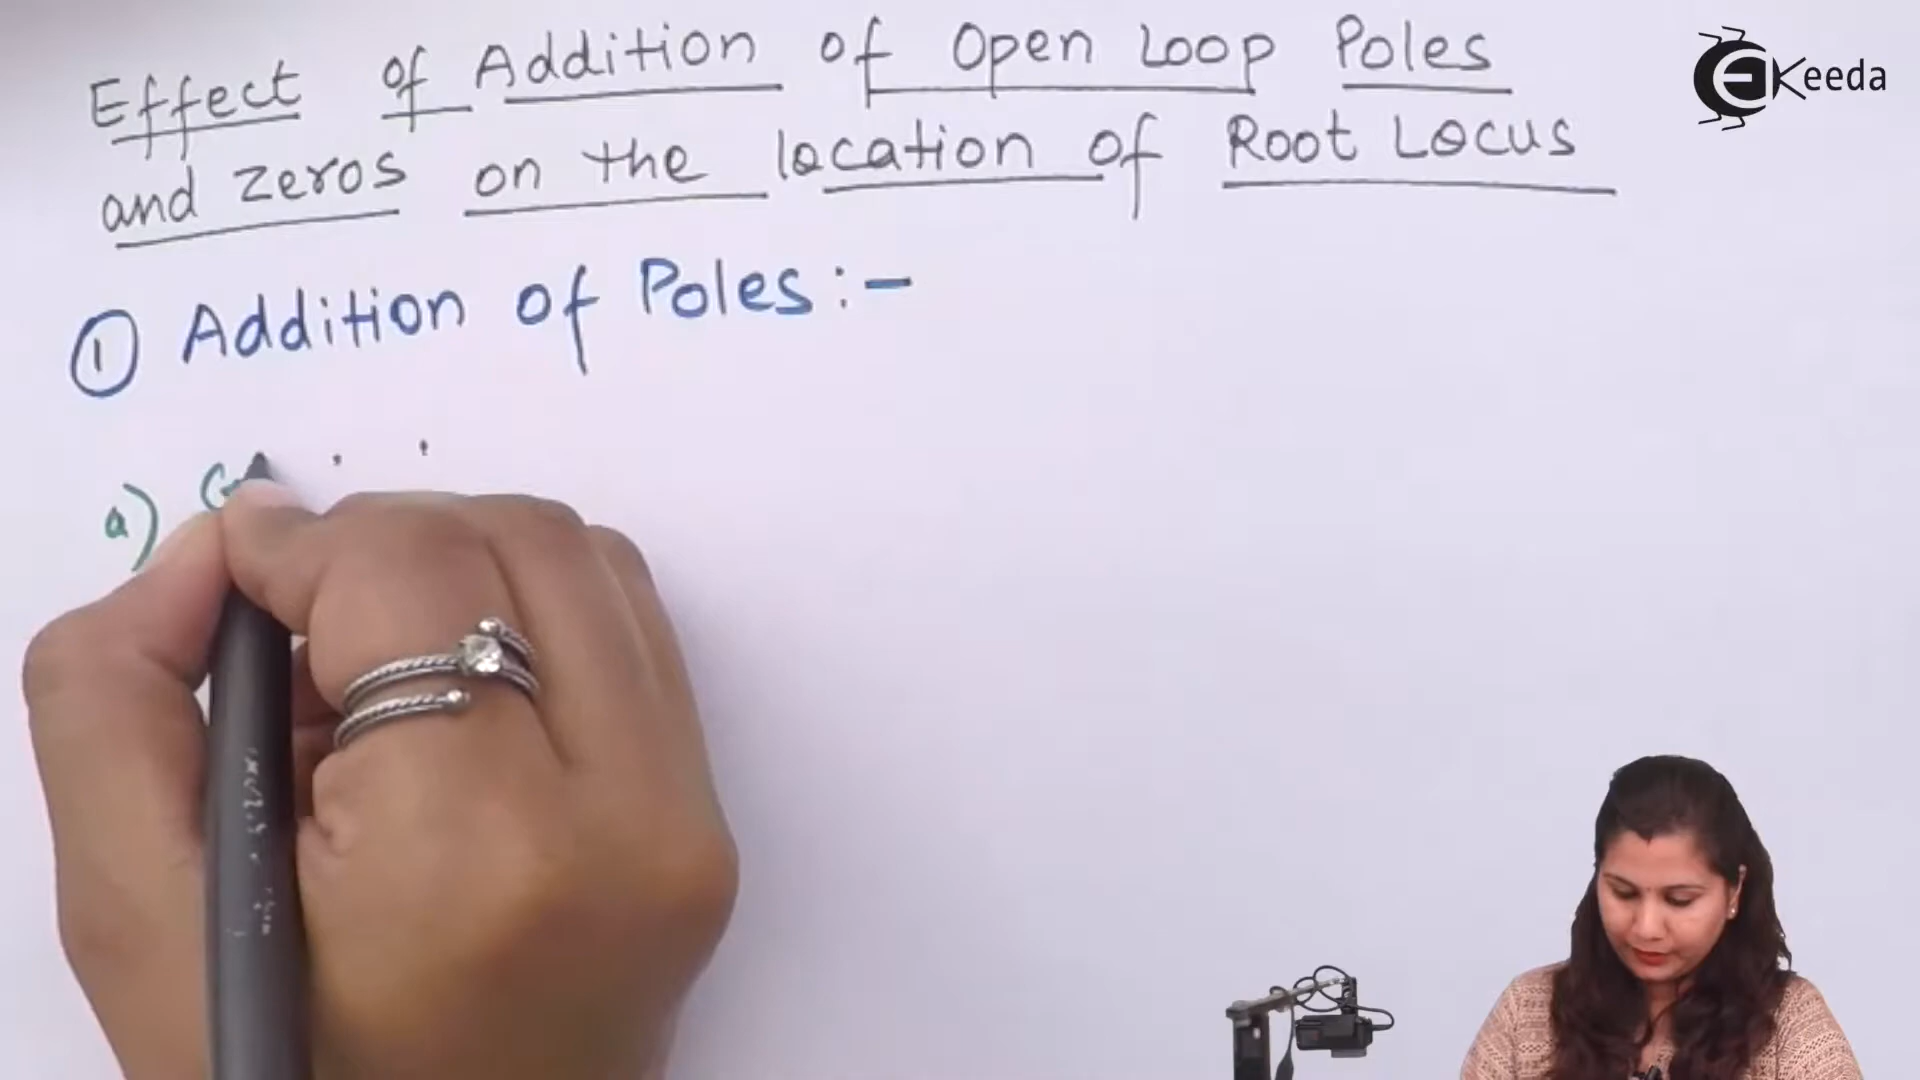 Effect of Addition of Open Loop Poles
and zeros on the location of Root Locus
EKeeda
① Addition of Poles:-
a) G